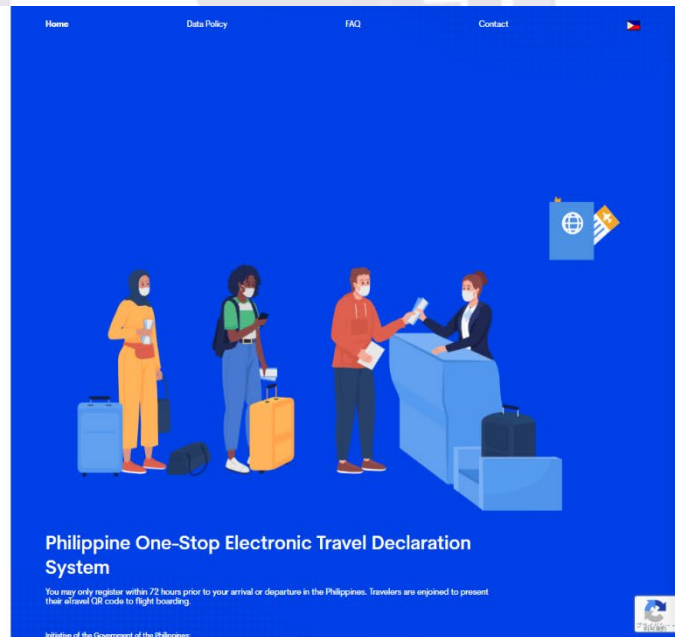 Home Data Policy FAQ Contact
Philippine One-Stop Electronic Travel Declaration
System
You may only register within 72 hours prior to your arrival or departure in the Philippines. Travelers are enjoined to present
their eTravel QR code to flight boarding.
Initiative of the Government of the Philippines: